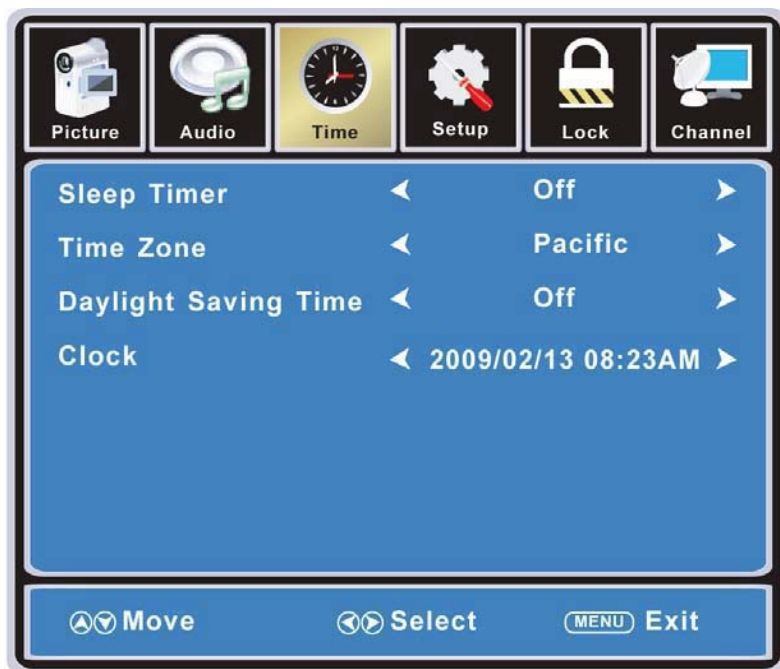 Picture Audio Time Setup Lock Channel
Sleep Timer Off
Time Zone Pacific
Daylight Saving Time Off
Clock 2009/02/13 08:23AM
Move Select MENU Exit